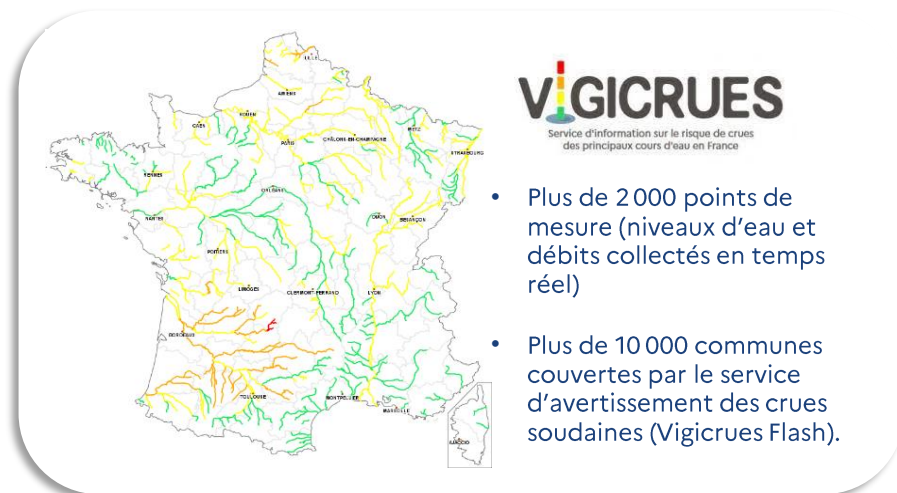 LILLE
AMIENS
ROUEN
CAEN
METZ
PARIS
CHÂLONS-EN-CHAMPAGNE
STRASBOURG
RENNES
ORLÉANS
NANTES
DIJON
BESANÇON
POITIERS
LIMOGES
CLERMONT-FERRAND
LYON
BORDEAUX
TOULOUSE
MONTPELLIER
MARSEILLE
AJACCIO
VIGICRUES
Service d'information sur le risque de crues
des principaux cours d'eau en France
• Plus de 2 000 points de
mesure (niveaux d’eau et
débits collectés en temps
réel)
• Plus de 10 000 communes
couvertes par le service
d’avertissement des crues
soudaines (Vigicrues Flash).